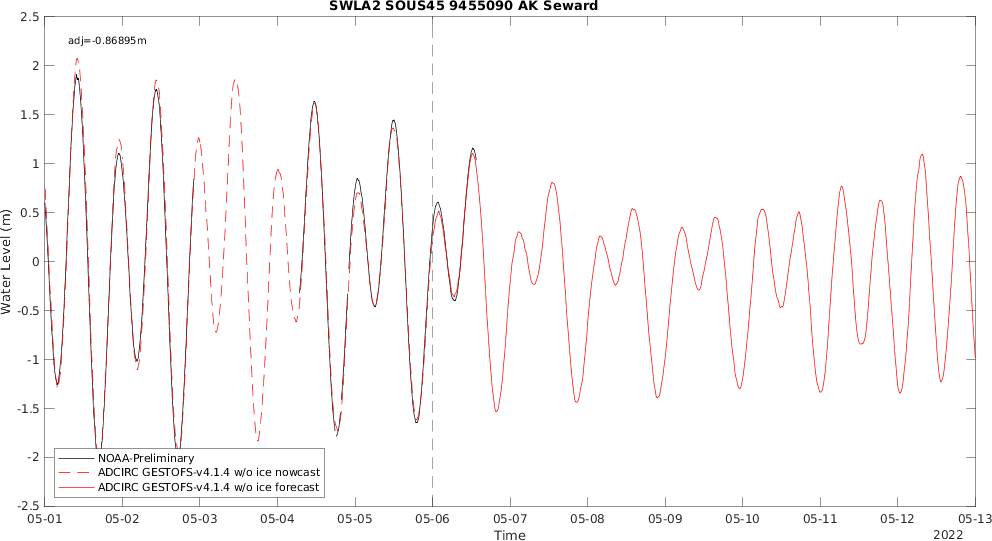 SWLA2 SOUS45 9455090 AK Seward
adj=-0.86895m
2.5
2
1.5
1
0.5
0
-0.5
-1
-1.5
-2
-2.5
Water Level (m)
NOAA-Preliminary
ADCIRC GESTOFS-v4.1.4 w/o ice nowcast
ADCIRC GESTOFS-v4.1.4 w/o ice forecast
05-01 05-02 05-03 05-04 05-05 05-06 05-07 05-08 05-09 05-10 05-11 05-12 05-13
Time
2022